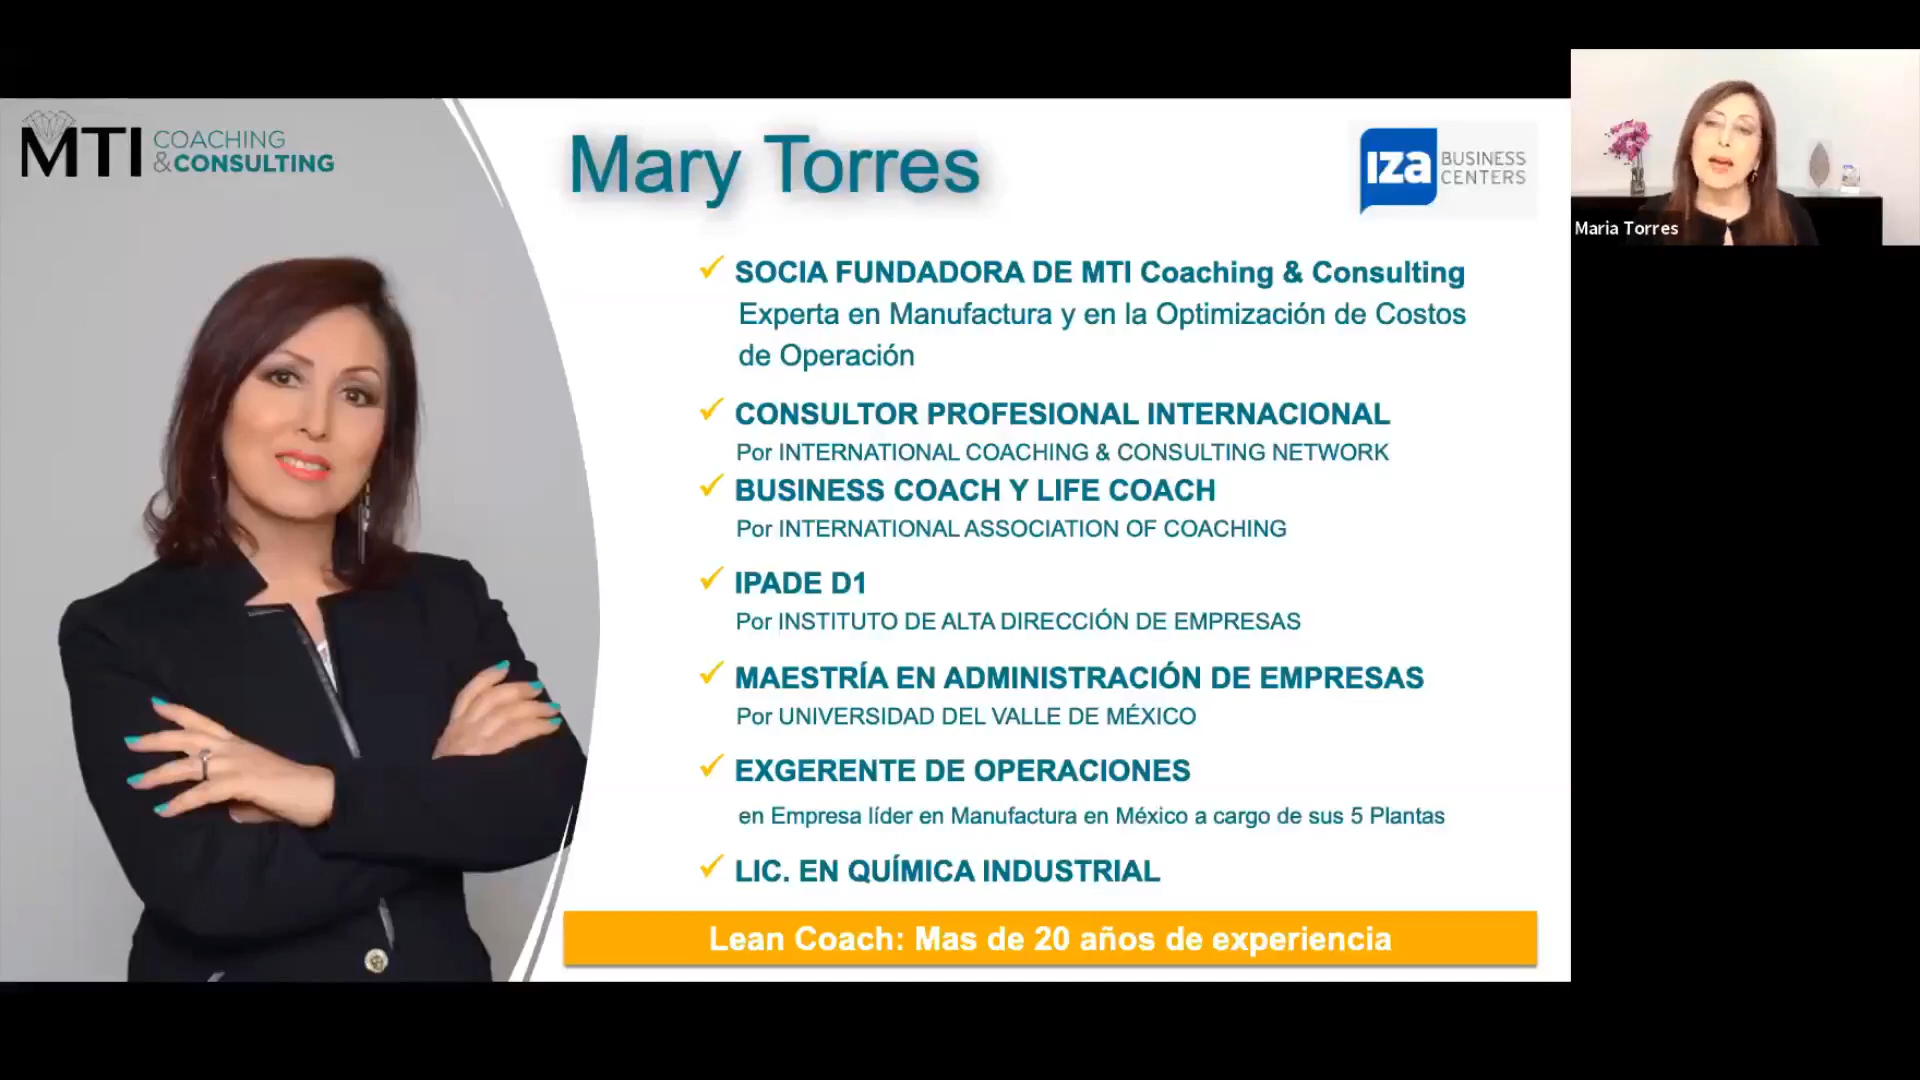 MTI COACHING
&CONSULTING
Mary Torres
iza BUSINESS
CENTERS
Maria Torres
✓ SOCIA FUNDADORA DE MTI Coaching & Consulting
Experta en Manufactura y en la Optimización de Costos
de Operación
✓ CONSULTOR PROFESIONAL INTERNACIONAL
Por INTERNATIONAL COACHING & CONSULTING NETWORK
✓ BUSINESS COACH Y LIFE COACH
Por INTERNATIONAL ASSOCIATION OF COACHING
✓ IPADE D1
Por INSTITUTO DE ALTA DIRECCIÓN DE EMPRESAS
✓ MAESTRÍA EN ADMINISTRACIÓN DE EMPRESAS
Por UNIVERSIDAD DEL VALLE DE MÉXICO
✓ EXGERENTE DE OPERACIONES
en Empresa líder en Manufactura en México a cargo de sus 5 Plantas
✓ LIC. EN QUÍMICA INDUSTRIAL
Lean Coach: Mas de 20 años de experiencia